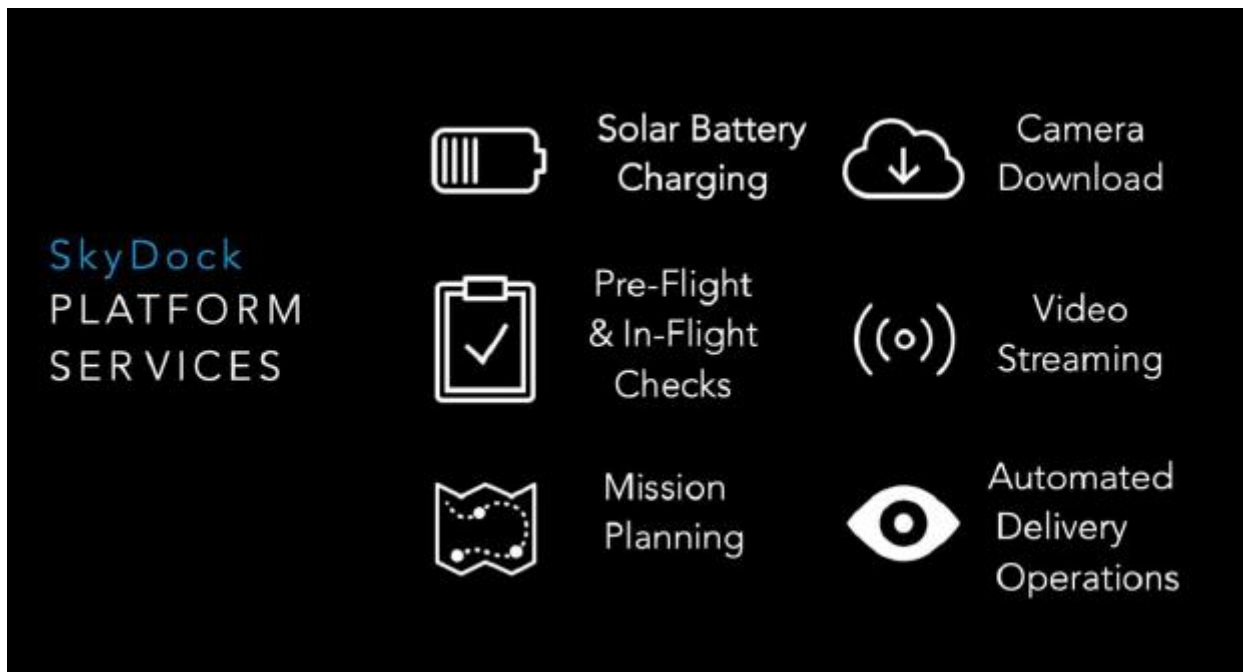 SkyDock
PLATFORM
SERVICES
Solar Battery
Charging
Camera
Download
Pre-Flight
& In-Flight
Checks
Video
Streaming
Mission
Planning
Automated
Delivery
Operations